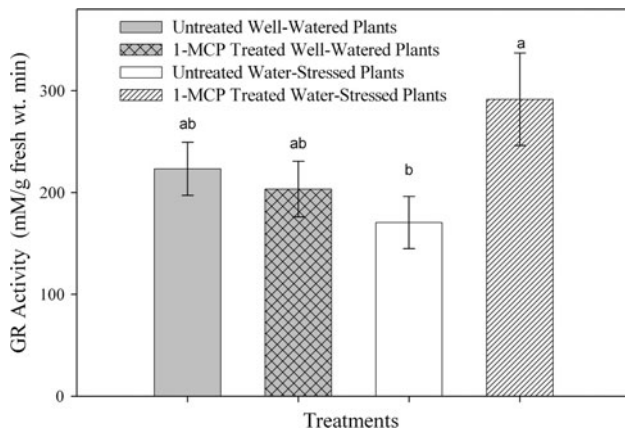 Untreated Well-Watered Plants
1-MCP Treated Well-Watered Plants
Untreated Water-Stressed Plants
1-MCP Treated Water-Stressed Plants
GR Activity (mM/g fresh wt. min)
300
200
100
0
ab
ab
b
a
Treatments